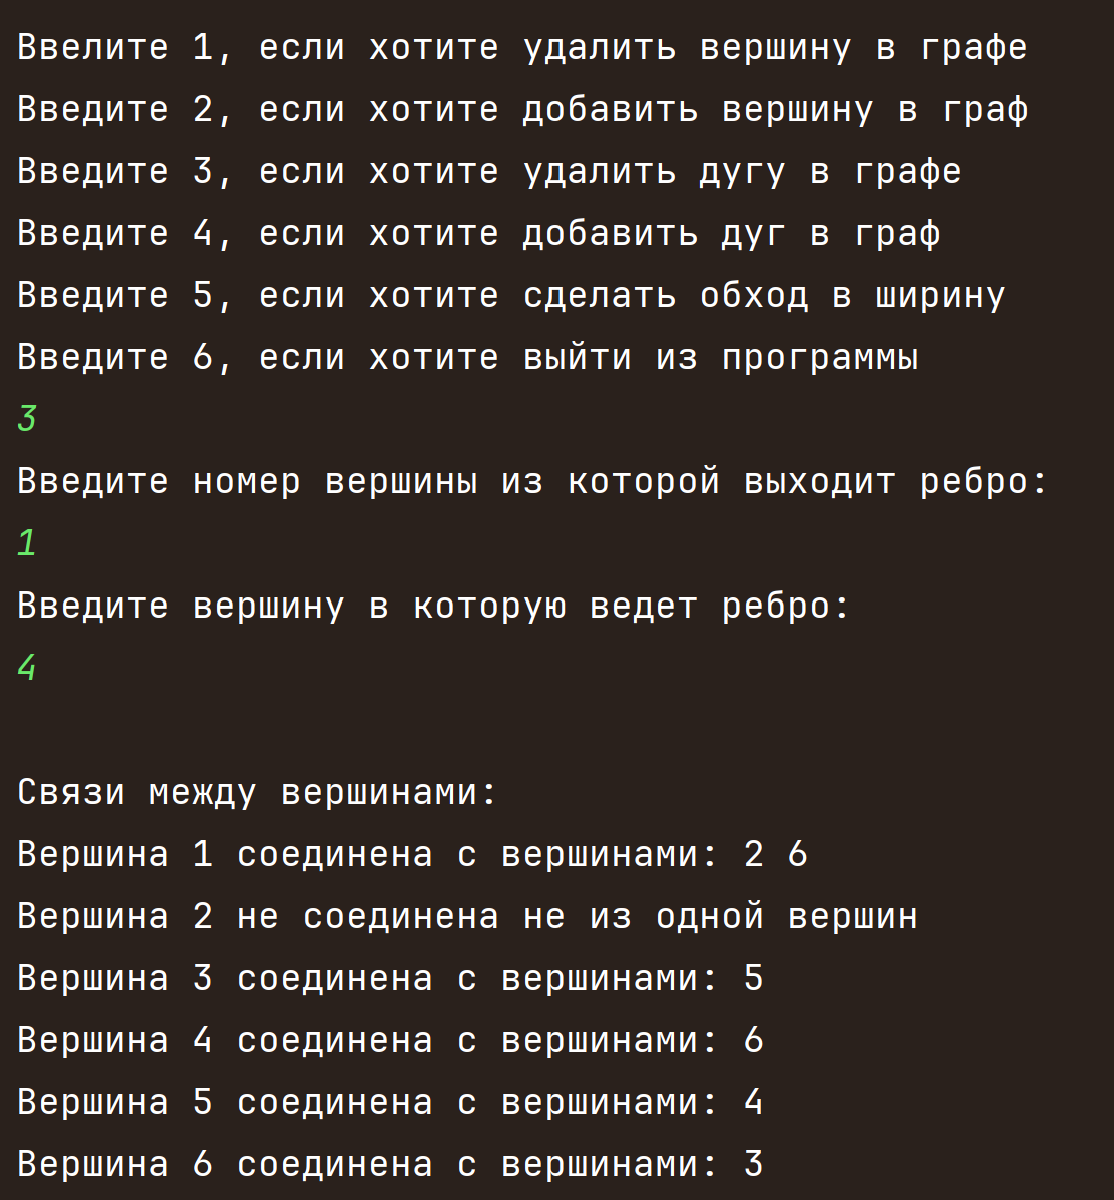 Ввелите 1, если хотите удалить вершину в графе
Введите 2, если хотите добавить вершину в граф
Введите 3, если хотите удалить дугу в графе
Введите 4, если хотите добавить дуг в граф
Введите 5, если хотите сделать обход в ширину
Введите 6, если хотите выйти из программы
3
Введите номер вершины из которой выходит ребро:
1
Введите вершину в которую ведет ребро:
4
Связи между вершинами:
Вершина 1 соединена с вершинами: 2 6
Вершина 2 не соединена не из одной вершин
Вершина 3 соединена с вершинами: 5
Вершина 4 соединена с вершинами: 6
Вершина 5 соединена с вершинами: 4
Вершина 6 соединена с вершинами: 3